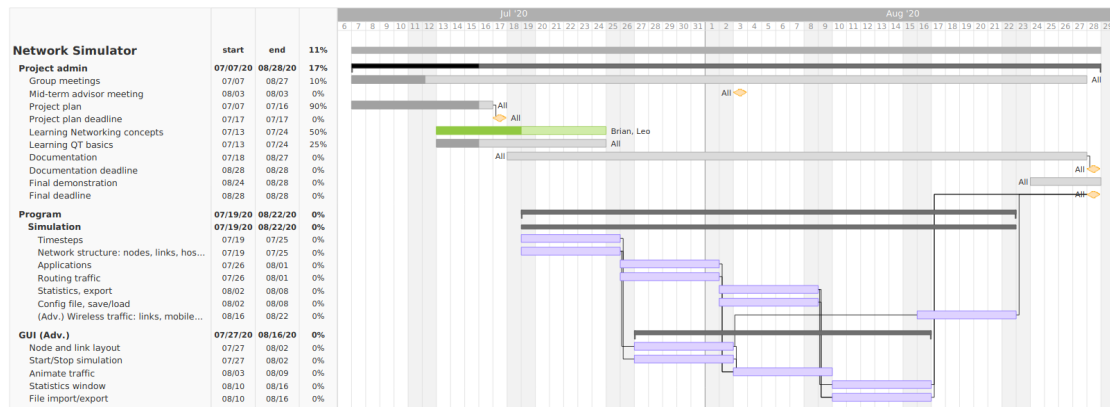 Jul '20 Aug '20
6 7 8 9 10 11 12 13 14 15 16 17 18 19 20 21 22 23 24 25 26 27 28 29 30 31 1 2 3 4 5 6 7 8 9 10 11 12 13 14 15 16 17 18 19 20 21 22 23 24 25 26 27 28 29
Network Simulator start end 11%
Project admin 07/07/20 08/28/20 17%
Group meetings 07/07 08/27 10% All
Mid-term advisor meeting 08/03 08/03 0% All
Project plan 07/07 07/16 90% All
Project plan deadline 07/17 07/17 0% All
Learning Networking concepts 07/13 07/24 50% Brian, Leo
Learning QT basics 07/13 07/24 25% All
Documentation 07/18 08/27 0% All
Documentation deadline 08/28 08/28 0% All
Final demonstration 08/24 08/28 0% All
Final deadline 08/28 08/28 0% All
Program 07/19/20 08/22/20 0%
Simulation 07/19/20 08/22/20 0%
Timesteps 07/19 07/25 0%
Network structure: nodes, links, hos... 07/19 07/25 0%
Applications 07/26 08/01 0%
Routing traffic 07/26 08/01 0%
Statistics, export 08/02 08/08 0%
Config file, save/load 08/02 08/08 0%
(Adv.) Wireless traffic: links, mobile... 08/16 08/22 0%
GUI (Adv.) 07/27/20 08/16/20 0%
Node and link layout 07/27 08/02 0%
Start/Stop simulation 07/27 08/02 0%
Animate traffic 08/03 08/09 0%
Statistics window 08/10 08/16 0%
File import/export 08/10 08/16 0%